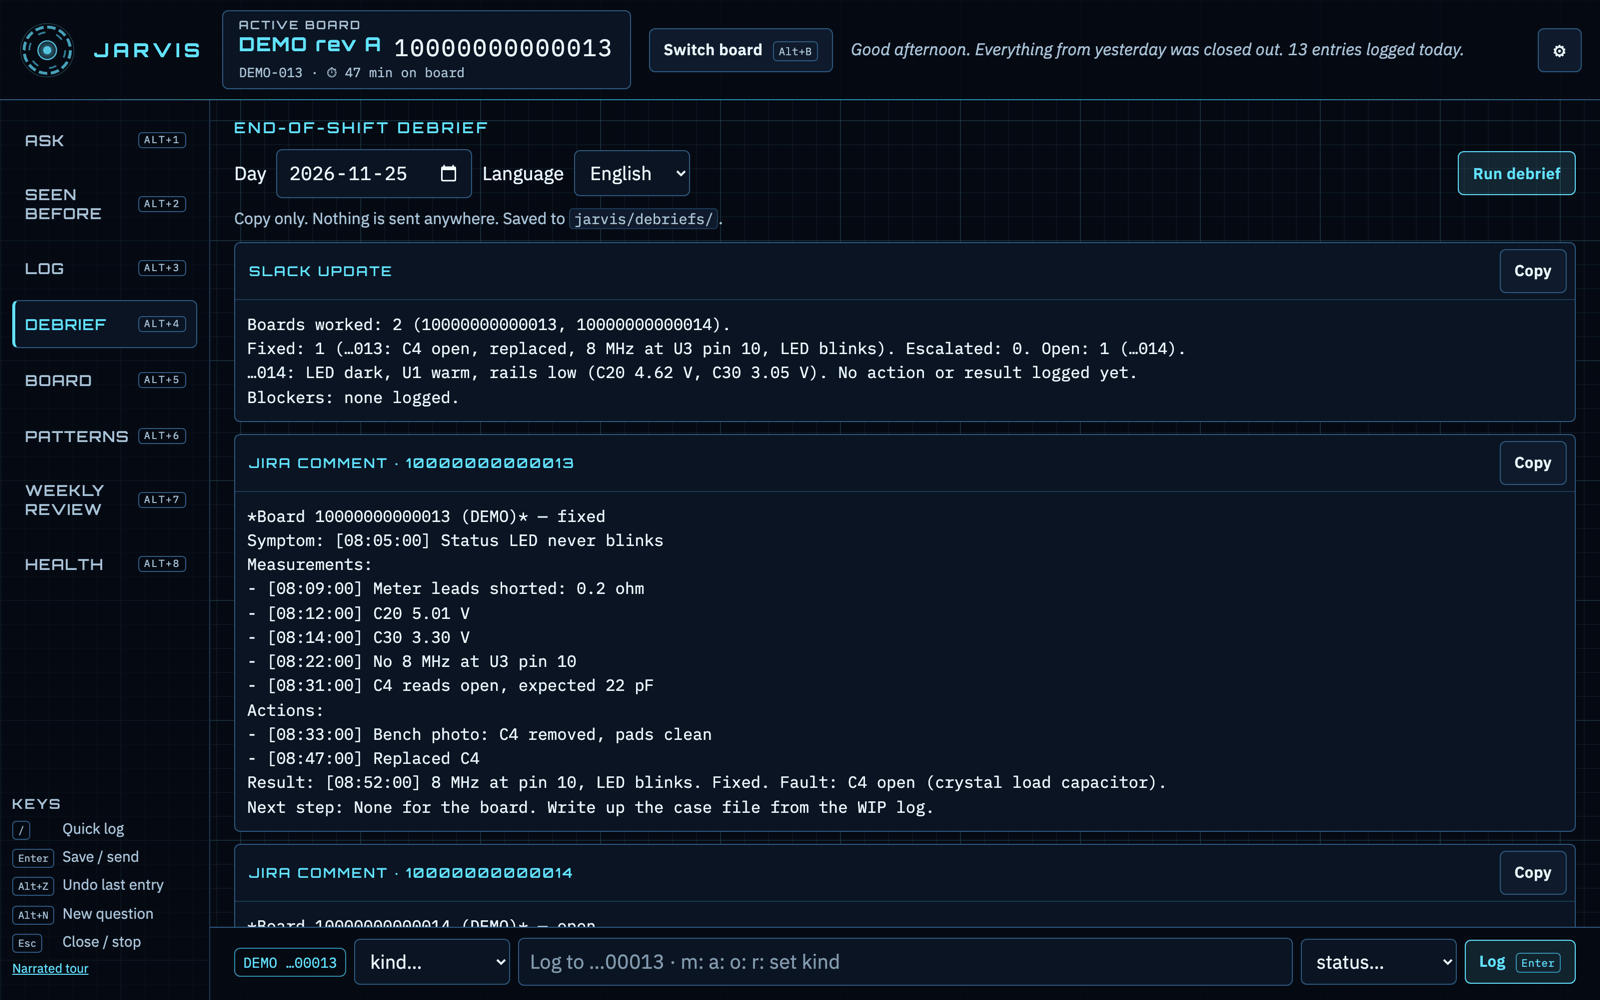 JARVIS
ACTIVE BOARD
DEMO rev A 10000000000013
DEMO-013 · ⏱ 47 min on board
Switch board Alt+B
Good afternoon. Everything from yesterday was closed out. 13 entries logged today.
ASK ALT+1
SEEN BEFORE ALT+2
LOG ALT+3
DEBRIEF ALT+4
BOARD ALT+5
PATTERNS ALT+6
WEEKLY REVIEW ALT+7
HEALTH ALT+8
KEYS
/ Quick log
Enter Save / send
Alt+Z Undo last entry
Alt+N New question
Esc Close / stop
Narrated tour
END-OF-SHIFT DEBRIEF
Day 2026-11-25 Language English Run debrief
Copy only. Nothing is sent anywhere. Saved to jarvis/debriefs/.
SLACK UPDATE Copy
Boards worked: 2 (10000000000013, 10000000000014).
Fixed: 1 (…013: C4 open, replaced, 8 MHz at U3 pin 10, LED blinks). Escalated: 0. Open: 1 (…014).
…014: LED dark, U1 warm, rails low (C20 4.62 V, C30 3.05 V). No action or result logged yet.
Blockers: none logged.
JIRA COMMENT · 10000000000013 Copy
*Board 10000000000013 (DEMO)* — fixed
Symptom: [08:05:00] Status LED never blinks
Measurements:
- [08:09:00] Meter leads shorted: 0.2 ohm
- [08:12:00] C20 5.01 V
- [08:14:00] C30 3.30 V
- [08:22:00] No 8 MHz at U3 pin 10
- [08:31:00] C4 reads open, expected 22 pF
Actions:
- [08:33:00] Bench photo: C4 removed, pads clean
- [08:47:00] Replaced C4
Result: [08:52:00] 8 MHz at pin 10, LED blinks. Fixed. Fault: C4 open (crystal load capacitor).
Next step: None for the board. Write up the case file from the WIP log.
JIRA COMMENT · 10000000000014 Copy
*Board 10000000000014 (DEMO)* — open
DEMO …00013 kind... Log to …00013 · m: a: o: r: set kind status... Log Enter